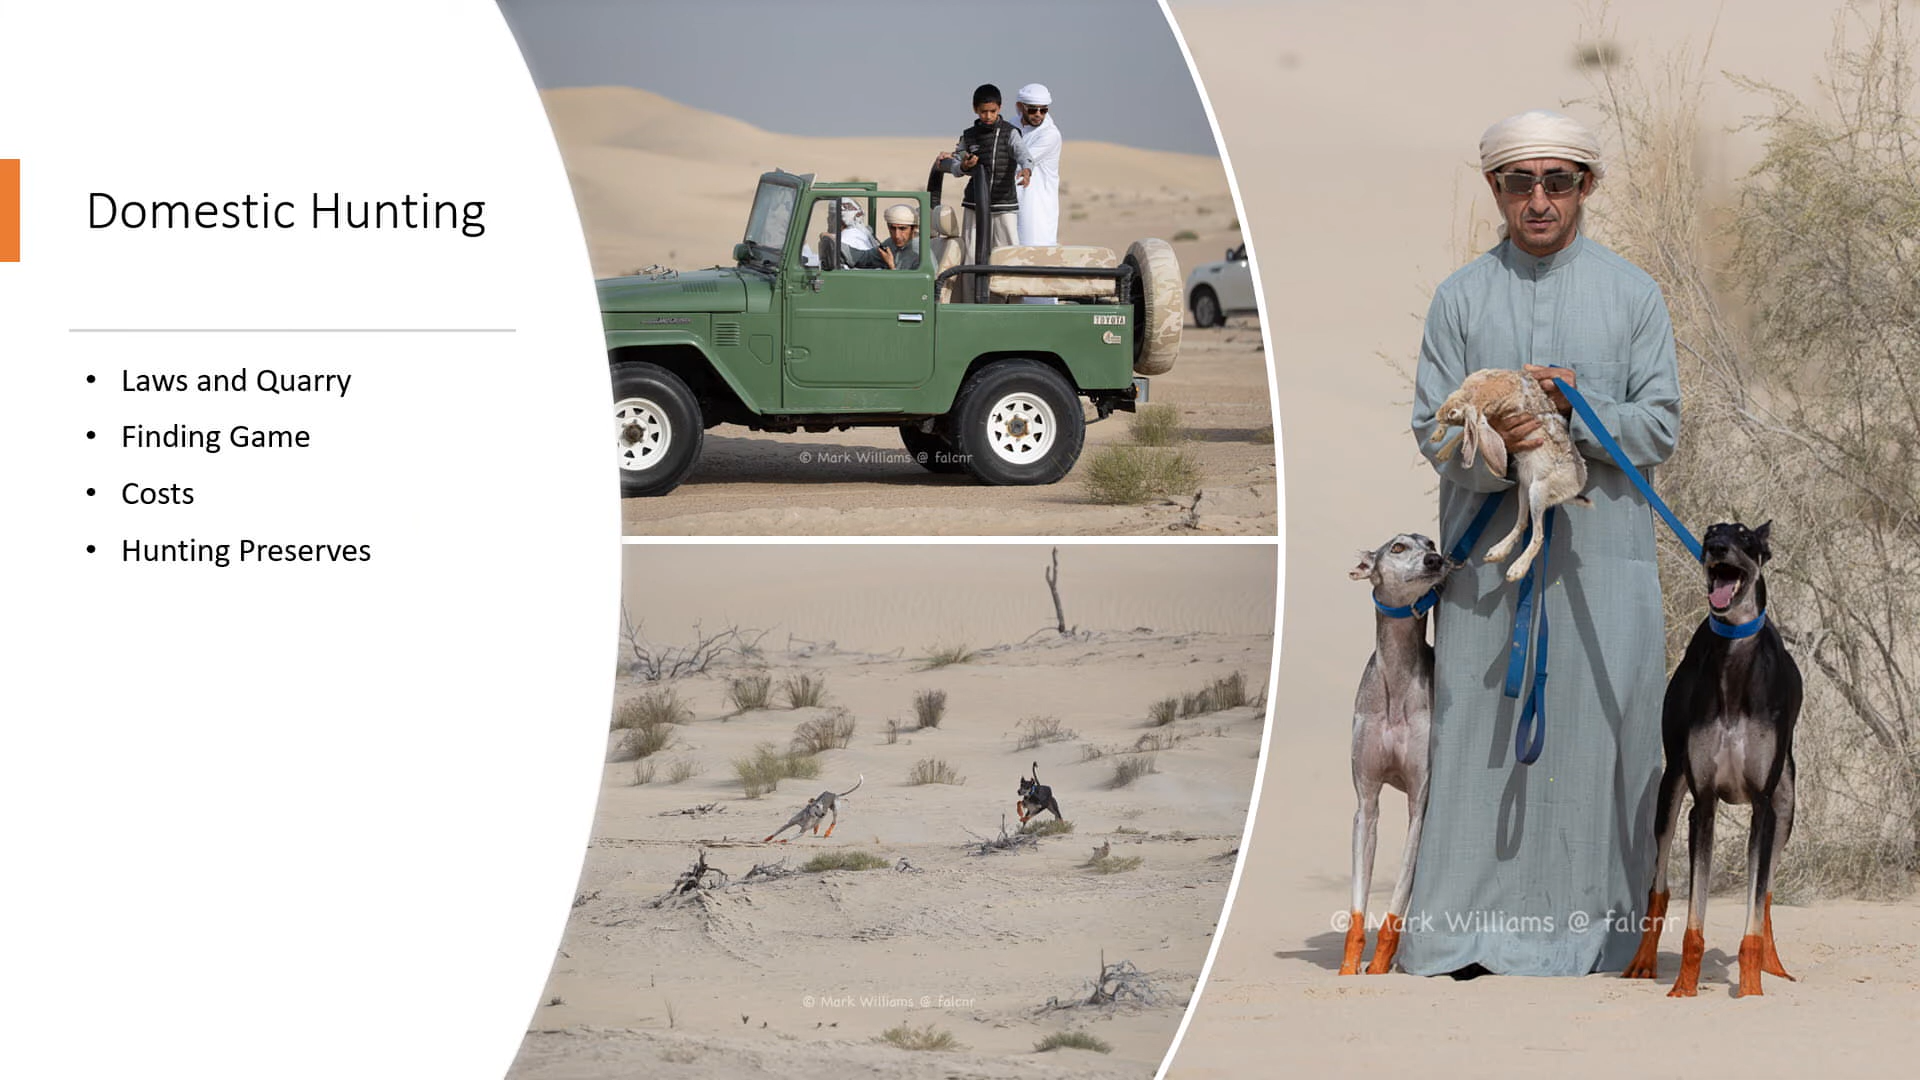 Domestic Hunting
• Laws and Quarry
• Finding Game
• Costs
• Hunting Preserves
TOYOTA
© Mark Williams @ falcnr
© Mark Williams @ falcnr
© Mark Williams @ falcnr